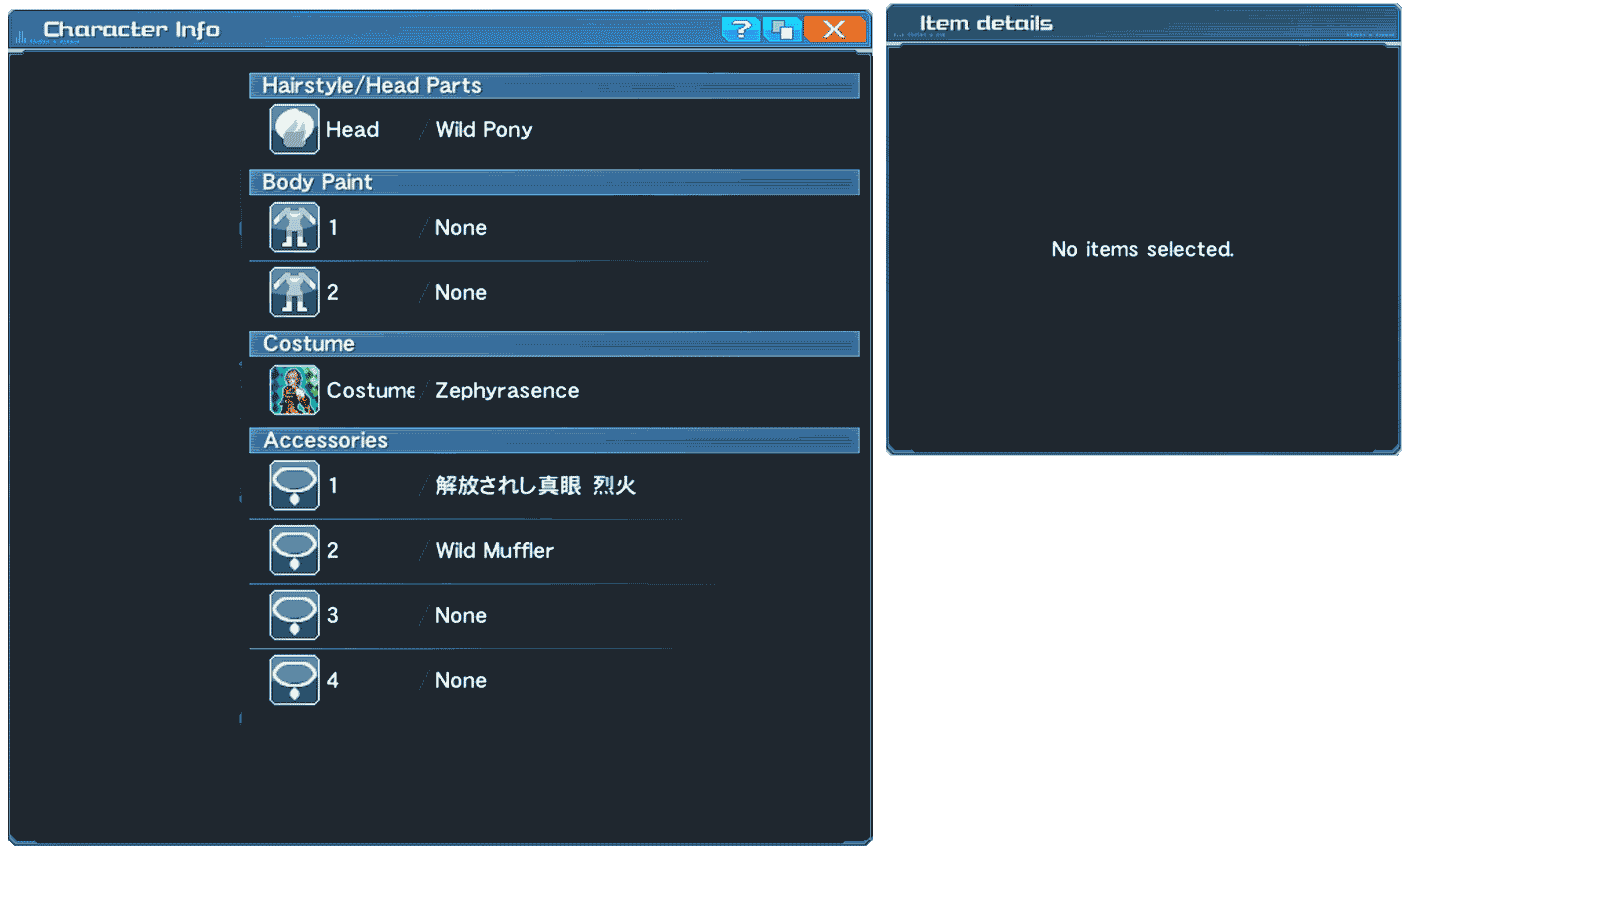 Character Info
?
Hairstyle/Head Parts
Head / Wild Pony
Body Paint
1 / None
2 / None
Costume
Costume / Zephyrasence
Accessories
1 / 解放されし真眼 烈火
2 / Wild Muffler
3 / None
4 / None
Item details
No items selected.